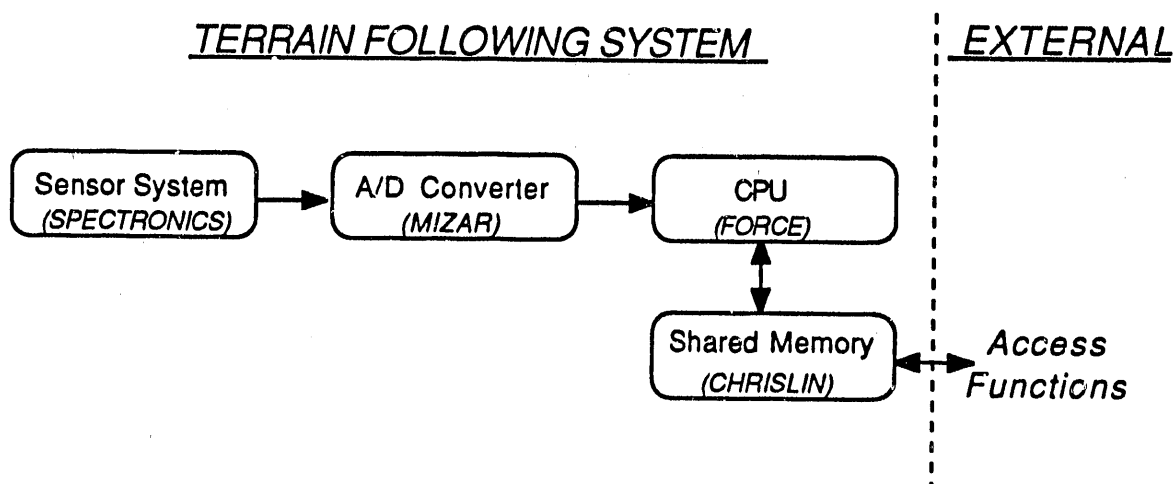 TERRAIN FOLLOWING SYSTEM
EXTERNAL
Sensor System
(SPECTRONICS)
A/D Converter
(MIZAR)
CPU
(FORCE)
Shared Memory
(CHRISLIN)
Access
Functions